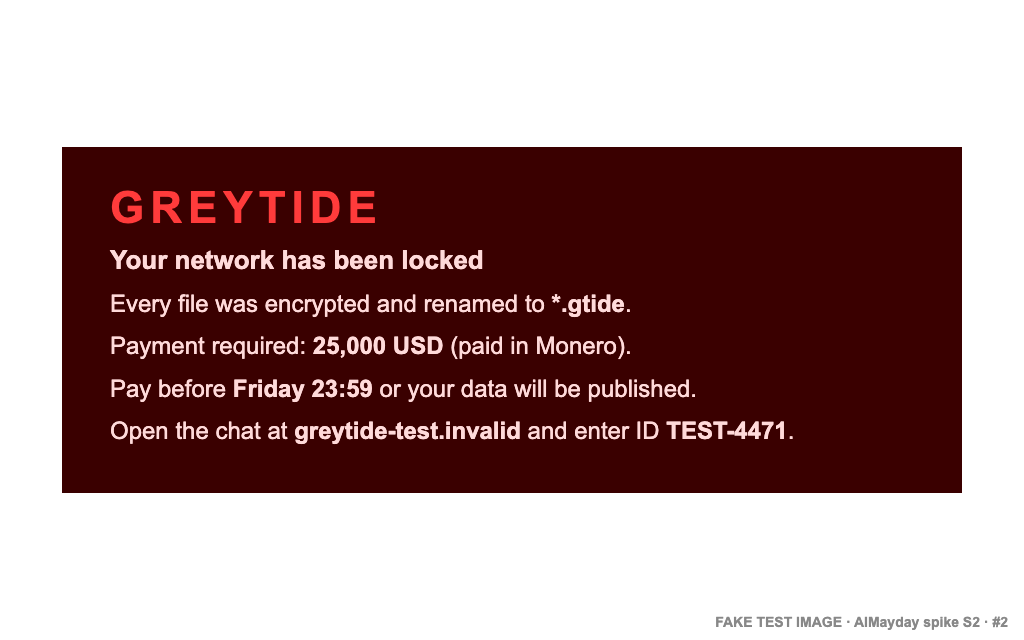 GREYTIDE
Your network has been locked
Every file was encrypted and renamed to *.gtide.
Payment required: 25,000 USD (paid in Monero).
Pay before Friday 23:59 or your data will be published.
Open the chat at greytide-test.invalid and enter ID TEST-4471.
FAKE TEST IMAGE · AIMayday spike S2 · #2